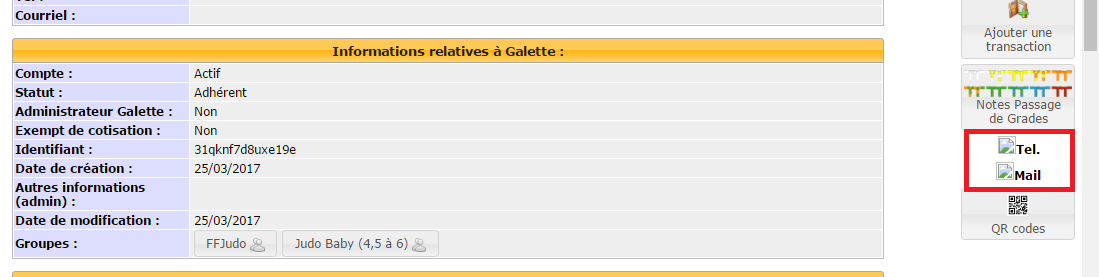 Courriel :
Informations relatives à Galette :
Compte : Actif
Statut : Adhérent
Administrateur Galette : Non
Exempt de cotisation : Non
Identifiant : 31qknf7d8uxe19e
Date de création : 25/03/2017
Autres informations
(admin) :
Date de modification : 25/03/2017
Groupes : FFJudo Judo Baby (4,5 à 6)
Ajouter une
transaction
Notes Passage
de Grades
Tel.
Mail
QR codes